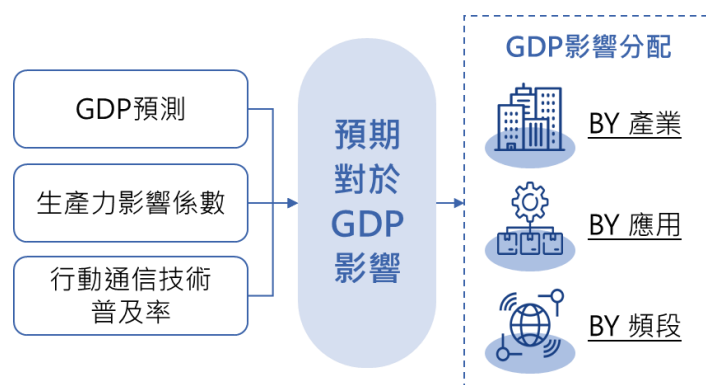 GDP預測
生產力影響係數
行動通信技術
普及率
預期
對於
GDP
影響
GDP影響分配
BY 產業
BY 應用
BY 頻段